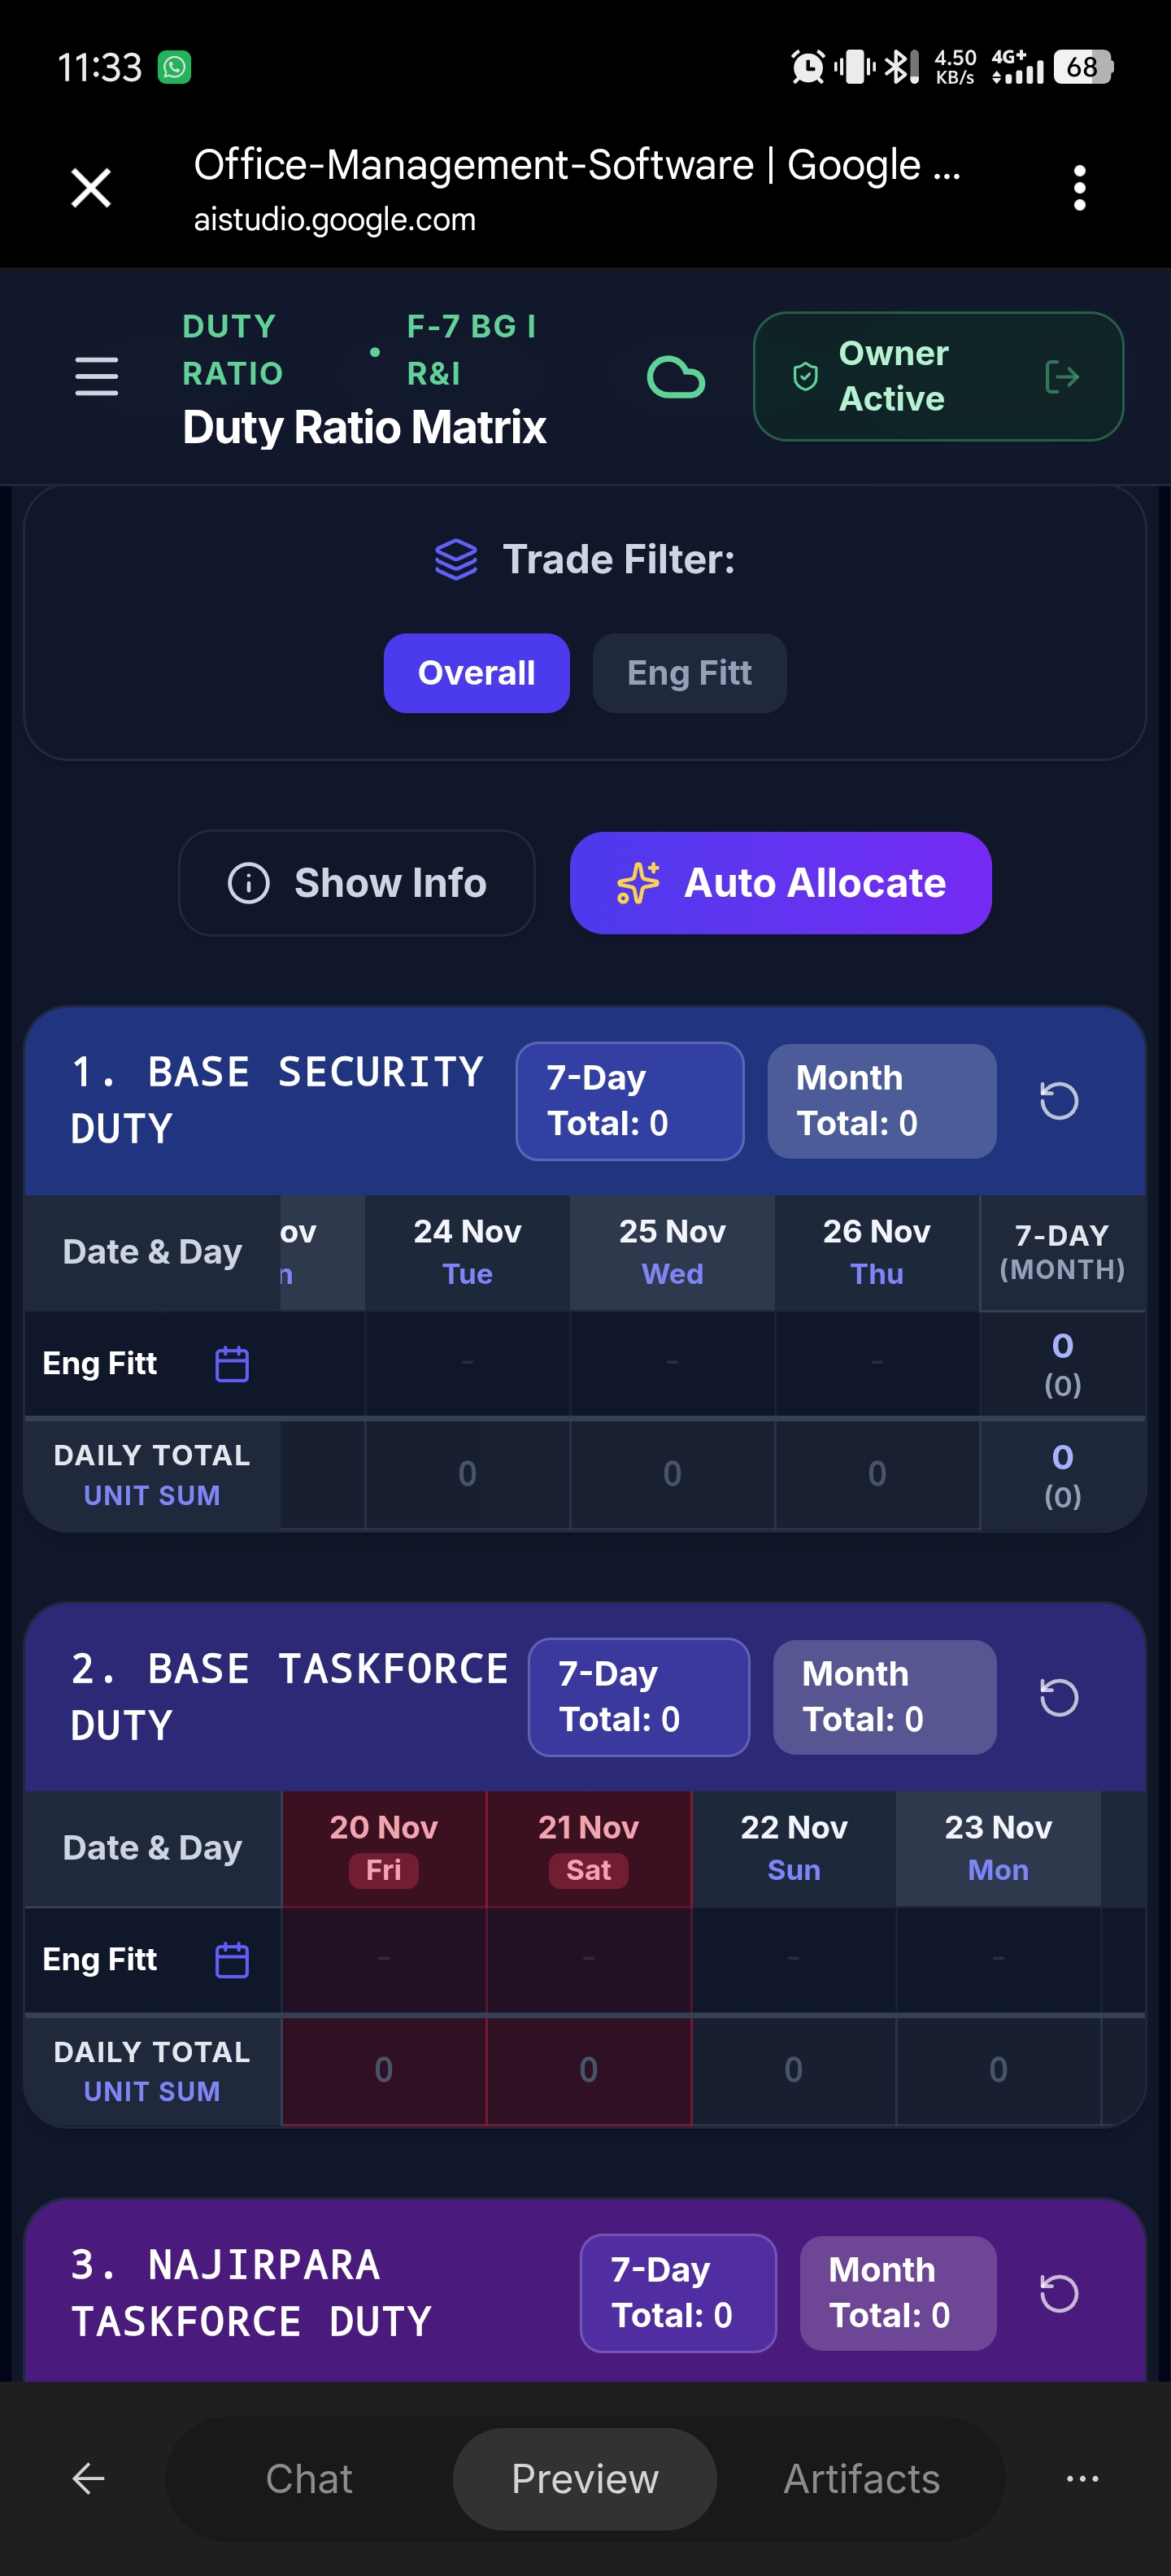 11:33
4.50
KB/s
4G+
68
Office-Management-Software | Google ...
aistudio.google.com
DUTY RATIO • F-7 BG I R&I
Duty Ratio Matrix
Owner Active
Trade Filter:
Overall
Eng Fitt
Show Info
Auto Allocate
1. BASE SECURITY DUTY
7-Day Total: 0
Month Total: 0
Date & Day
ov
n
24 Nov
Tue
25 Nov
Wed
26 Nov
Thu
7-DAY
(MONTH)
Eng Fitt
-
-
-
0
(0)
DAILY TOTAL
UNIT SUM
0
0
0
0
(0)
2. BASE TASKFORCE DUTY
7-Day Total: 0
Month Total: 0
Date & Day
20 Nov
Fri
21 Nov
Sat
22 Nov
Sun
23 Nov
Mon
Eng Fitt
-
-
-
-
DAILY TOTAL
UNIT SUM
0
0
0
0
3. NAJIRPARA TASKFORCE DUTY
7-Day Total: 0
Month Total: 0
Chat
Preview
Artifacts